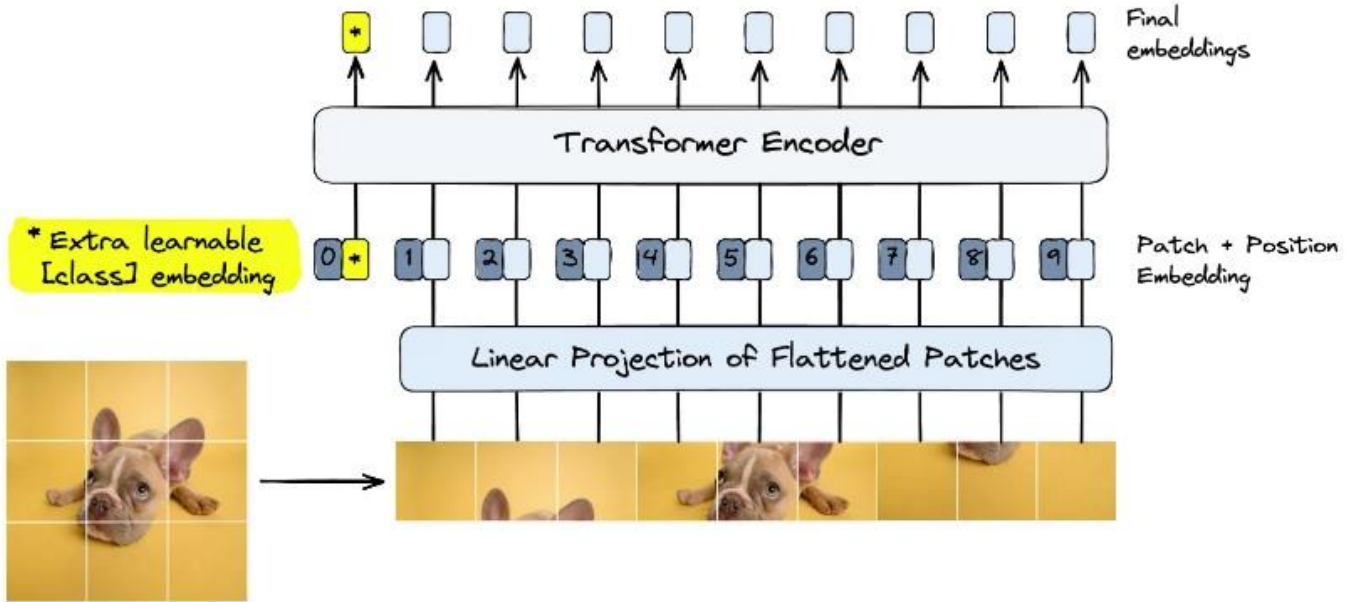 *
Final
embeddings
Transformer Encoder
* Extra learnable
[class] embedding
0 * 1 2 3 4 5 6 7 8 9
Patch + Position
Embedding
Linear Projection of Flattened Patches